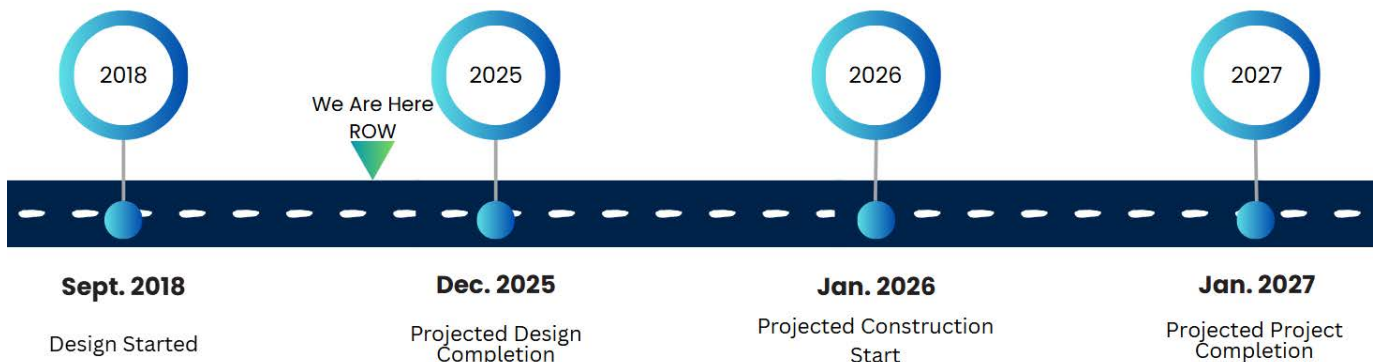 2018
2025
2026
2027
We Are Here
ROW
Sept. 2018
Dec. 2025
Jan. 2026
Jan. 2027
Design Started
Projected Design
Completion
Projected Construction
Start
Projected Project
Completion